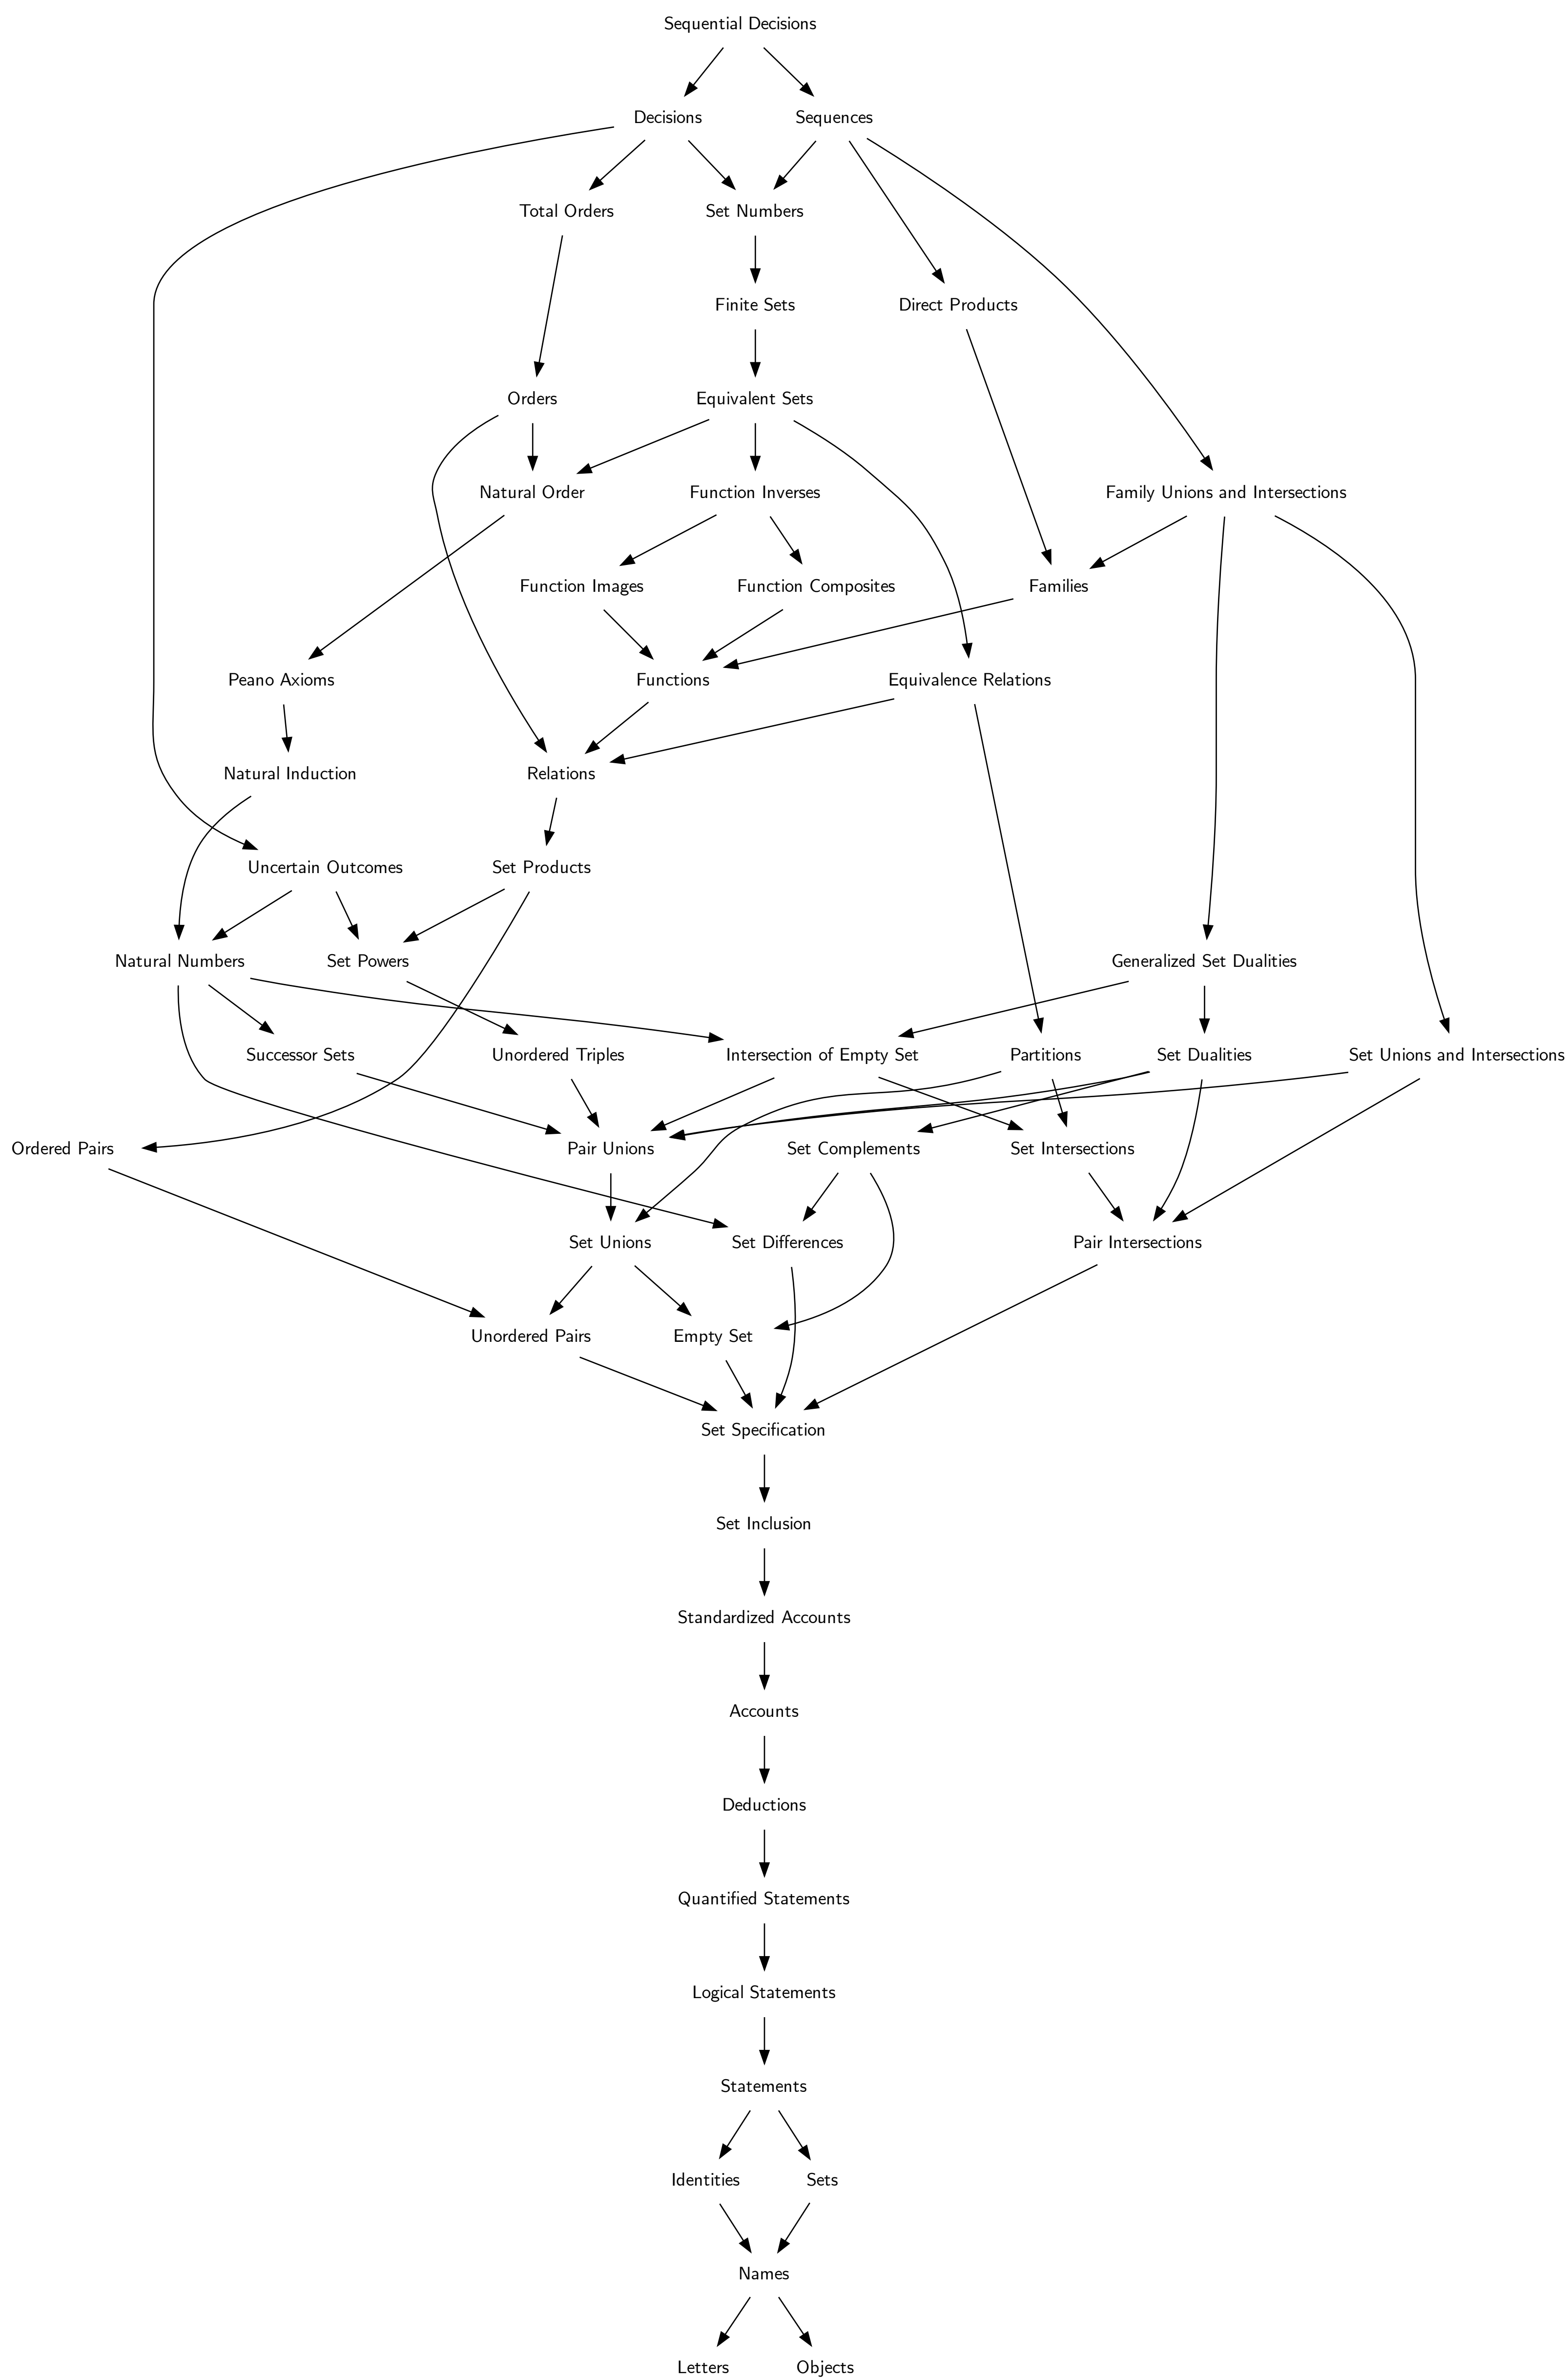 Sequential Decisions
Decisions
Sequences
Total Orders
Set Numbers
Finite Sets
Direct Products
Orders
Equivalent Sets
Natural Order
Function Inverses
Family Unions and Intersections
Function Images
Function Composites
Families
Peano Axioms
Functions
Equivalence Relations
Natural Induction
Relations
Uncertain Outcomes
Set Products
Natural Numbers
Set Powers
Generalized Set Dualities
Successor Sets
Unordered Triples
Intersection of Empty Set
Partitions
Set Dualities
Set Unions and Intersections
Ordered Pairs
Pair Unions
Set Complements
Set Intersections
Set Unions
Set Differences
Pair Intersections
Unordered Pairs
Empty Set
Set Specification
Set Inclusion
Standardized Accounts
Accounts
Deductions
Quantified Statements
Logical Statements
Statements
Identities
Sets
Names
Letters
Objects